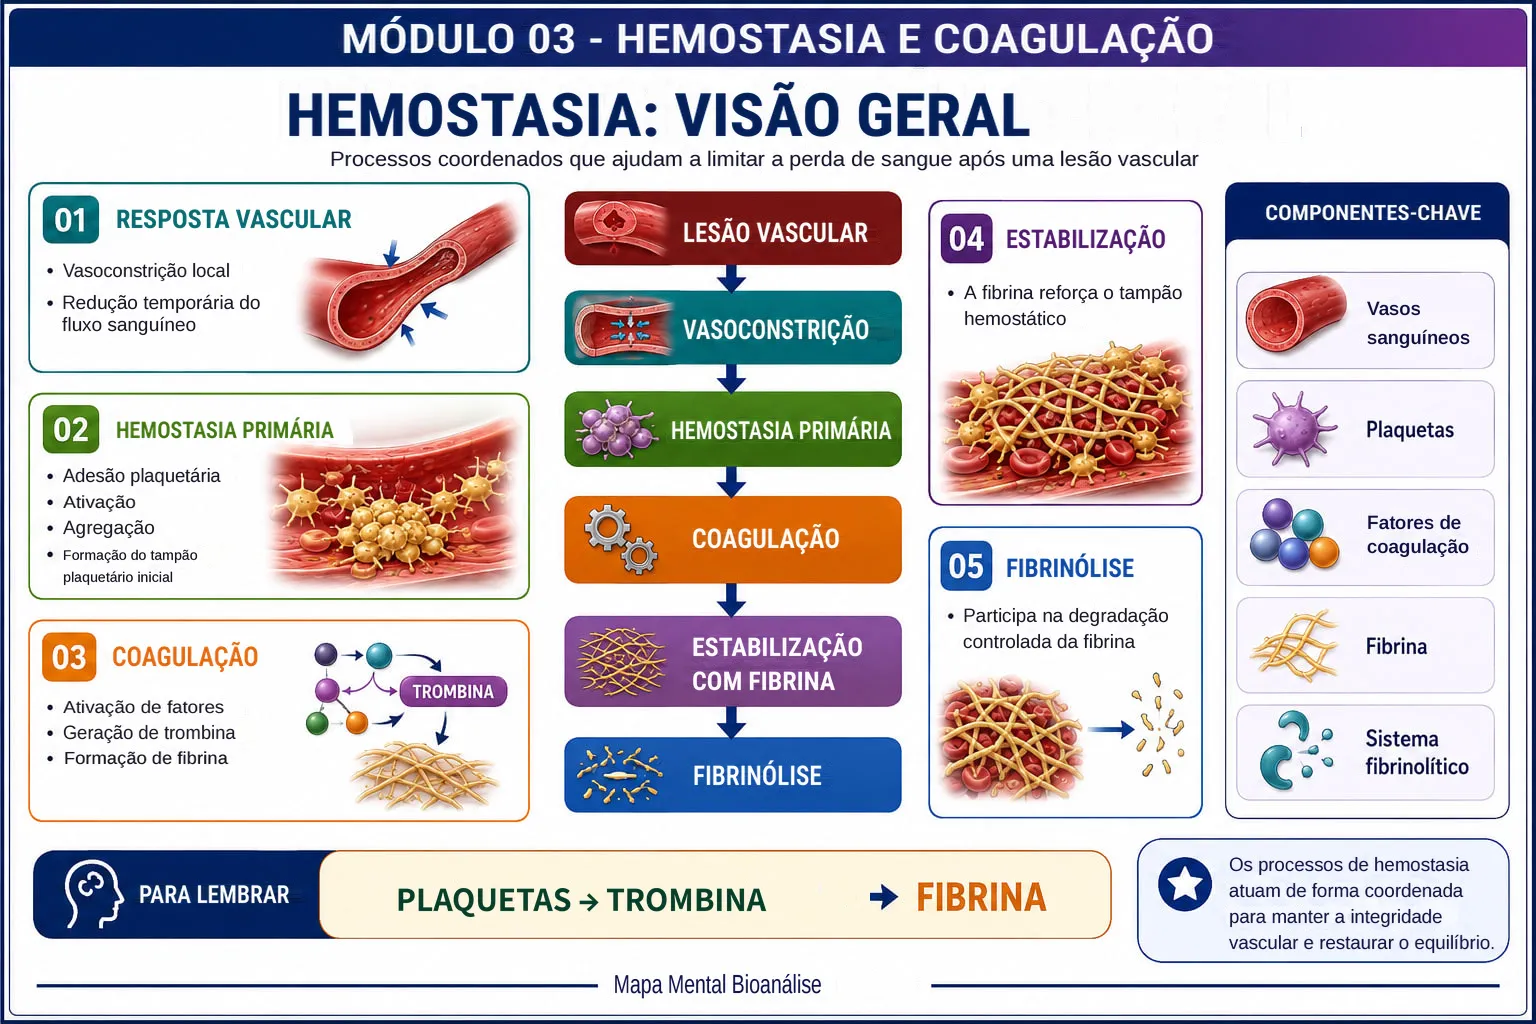 MÓDULO 03 - HEMOSTASIA E COAGULAÇÃO
HEMOSTASIA: VISÃO GERAL
Processos coordenados que ajudam a limitar a perda de sangue após uma lesão vascular
01 RESPOSTA VASCULAR
• Vasoconstrição local
• Redução temporária do
fluxo sanguíneo
02 HEMOSTASIA PRIMÁRIA
• Adesão plaquetária
• Ativação
• Agregação
• Formação do tampão
plaquetário inicial
03 COAGULAÇÃO
• Ativação de fatores
• Geração de trombina
• Formação de fibrina
TROMBINA
LESÃO VASCULAR
VASOCONSTRIÇÃO
HEMOSTASIA PRIMÁRIA
COAGULAÇÃO
ESTABILIZAÇÃO
COM FIBRINA
FIBRINÓLISE
04 ESTABILIZAÇÃO
• A fibrina reforça o tampão
hemostático
05 FIBRINÓLISE
• Participa na degradação
controlada da fibrina
COMPONENTES-CHAVE
Vasos
sanguíneos
Plaquetas
Fatores de
coagulação
Fibrina
Sistema
fibrinolítico
PARA LEMBRAR
PLAQUETAS → TROMBINA → FIBRINA
Os processos de hemostasia
atuam de forma coordenada
para manter a integridade
vascular e restaurar o equilíbrio.
Mapa Mental Bioanálise